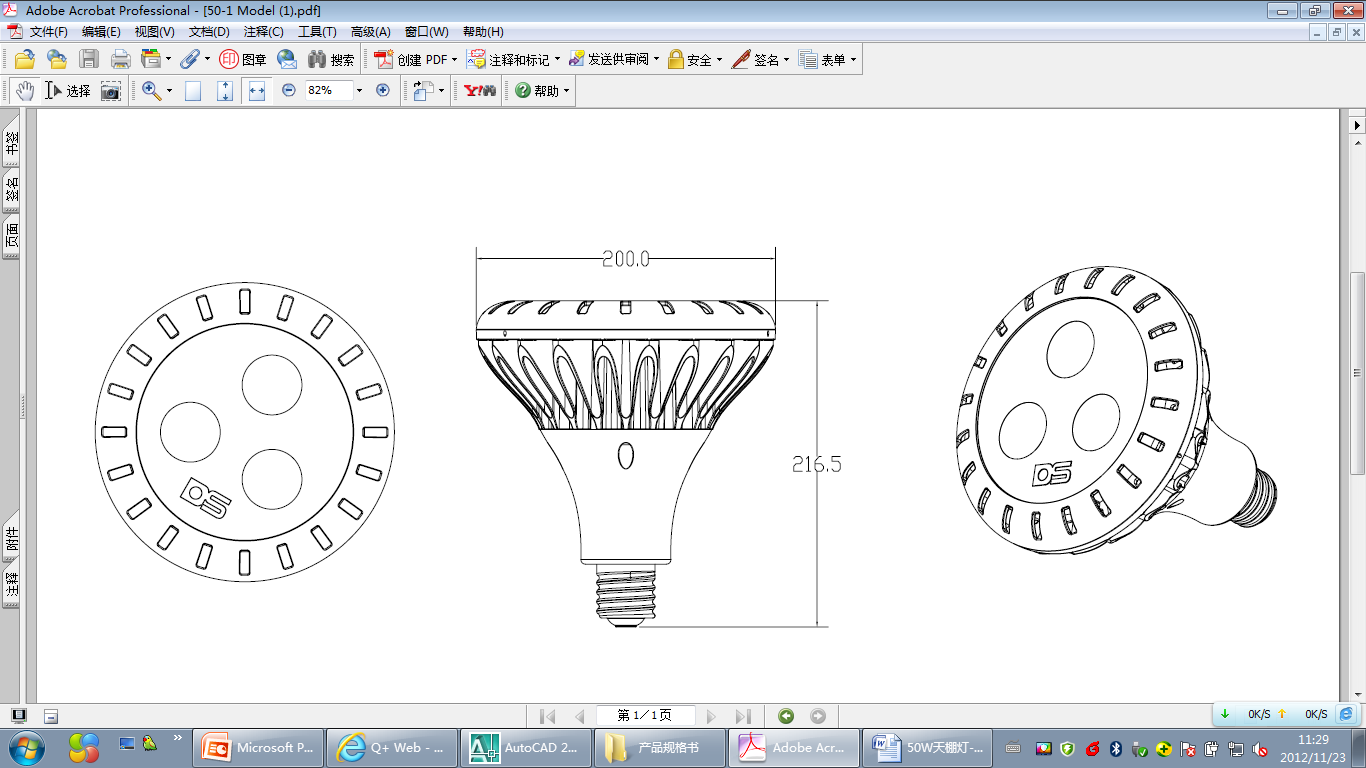 Adobe Acrobat Professional - [50-1 Model (1).pdf]
文件(F) 编辑(E) 视图(V) 文档(D) 注释(C) 工具(T) 高级(A) 窗口(W) 帮助(H)
图章 搜索 创建 PDF 注释和标记 发送供审阅 安全 签名 表单
选择 82% Y! 帮助
书签
签名
页面
附件
注释
200.0
216.5
DS
DS
第 1／1 页
0K/S 0K/S
Microsoft P... Q+ Web - ... AutoCAD 2... 产品规格书 Adobe Acr... 50W天棚灯-...
11:29
2012/11/23